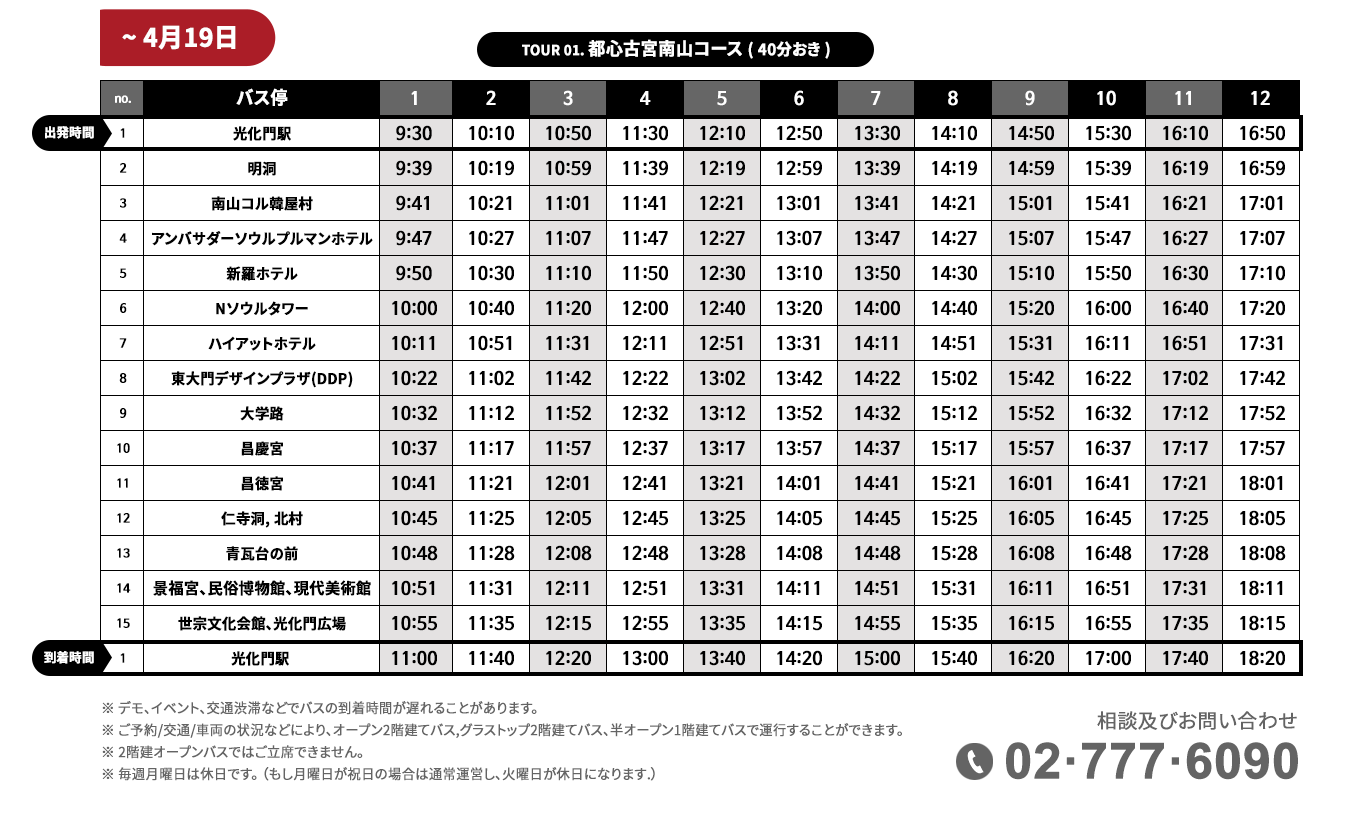 ~ 4月19日
TOUR 01. 都心古宮南山コース ( 40分おき )
no. バス停 1 2 3 4 5 6 7 8 9 10 11 12
出発時間 1 光化門駅 9:30 10:10 10:50 11:30 12:10 12:50 13:30 14:10 14:50 15:30 16:10 16:50
2 明洞 9:39 10:19 10:59 11:39 12:19 12:59 13:39 14:19 14:59 15:39 16:19 16:59
3 南山コル韓屋村 9:41 10:21 11:01 11:41 12:21 13:01 13:41 14:21 15:01 15:41 16:21 17:01
4 アンバサダーソウルプルマンホテル 9:47 10:27 11:07 11:47 12:27 13:07 13:47 14:27 15:07 15:47 16:27 17:07
5 新羅ホテル 9:50 10:30 11:10 11:50 12:30 13:10 13:50 14:30 15:10 15:50 16:30 17:10
6 Nソウルタワー 10:00 10:40 11:20 12:00 12:40 13:20 14:00 14:40 15:20 16:00 16:40 17:20
7 ハイアットホテル 10:11 10:51 11:31 12:11 12:51 13:31 14:11 14:51 15:31 16:11 16:51 17:31
8 東大門デザインプラザ(DDP) 10:22 11:02 11:42 12:22 13:02 13:42 14:22 15:02 15:42 16:22 17:02 17:42
9 大学路 10:32 11:12 11:52 12:32 13:12 13:52 14:32 15:12 15:52 16:32 17:12 17:52
10 昌慶宮 10:37 11:17 11:57 12:37 13:17 13:57 14:37 15:17 15:57 16:37 17:17 17:57
11 昌徳宮 10:41 11:21 12:01 12:41 13:21 14:01 14:41 15:21 16:01 16:41 17:21 18:01
12 仁寺洞, 北村 10:45 11:25 12:05 12:45 13:25 14:05 14:45 15:25 16:05 16:45 17:25 18:05
13 青瓦台の前 10:48 11:28 12:08 12:48 13:28 14:08 14:48 15:28 16:08 16:48 17:28 18:08
14 景福宮、民俗博物館、現代美術館 10:51 11:31 12:11 12:51 13:31 14:11 14:51 15:31 16:11 16:51 17:31 18:11
15 世宗文化会館、光化門広場 10:55 11:35 12:15 12:55 13:35 14:15 14:55 15:35 16:15 16:55 17:35 18:15
到着時間 1 光化門駅 11:00 11:40 12:20 13:00 13:40 14:20 15:00 15:40 16:20 17:00 17:40 18:20
※ デモ、イベント、交通渋滞などでバスの到着時間が遅れることがあります。
※ ご予約/交通/車両の状況などにより、オープン2階建てバス,グラストップ2階建てバス、半オープン1階建てバスで運行することができます。
※ 2階建オープンバスではご立席できません。
※ 毎週月曜日は休日です。（もし月曜日が祝日の場合は通常運営し、火曜日が休日になります.）
相談及びお問い合わせ
02·777·6090